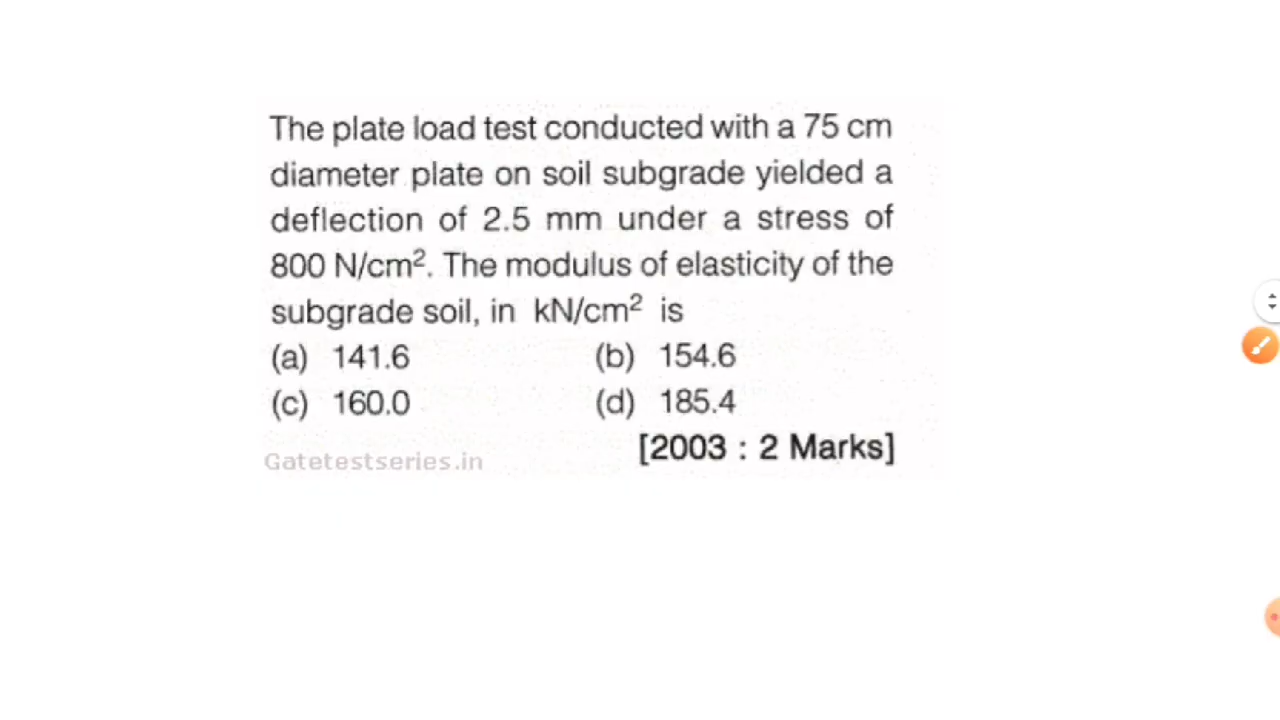 The plate load test conducted with a 75 cm
diameter plate on soil subgrade yielded a
deflection of 2.5 mm under a stress of
800 N/cm². The modulus of elasticity of the
subgrade soil, in kN/cm² is
(a) 141.6 (b) 154.6
(c) 160.0 (d) 185.4
[2003 : 2 Marks]
Gatetestseries.in